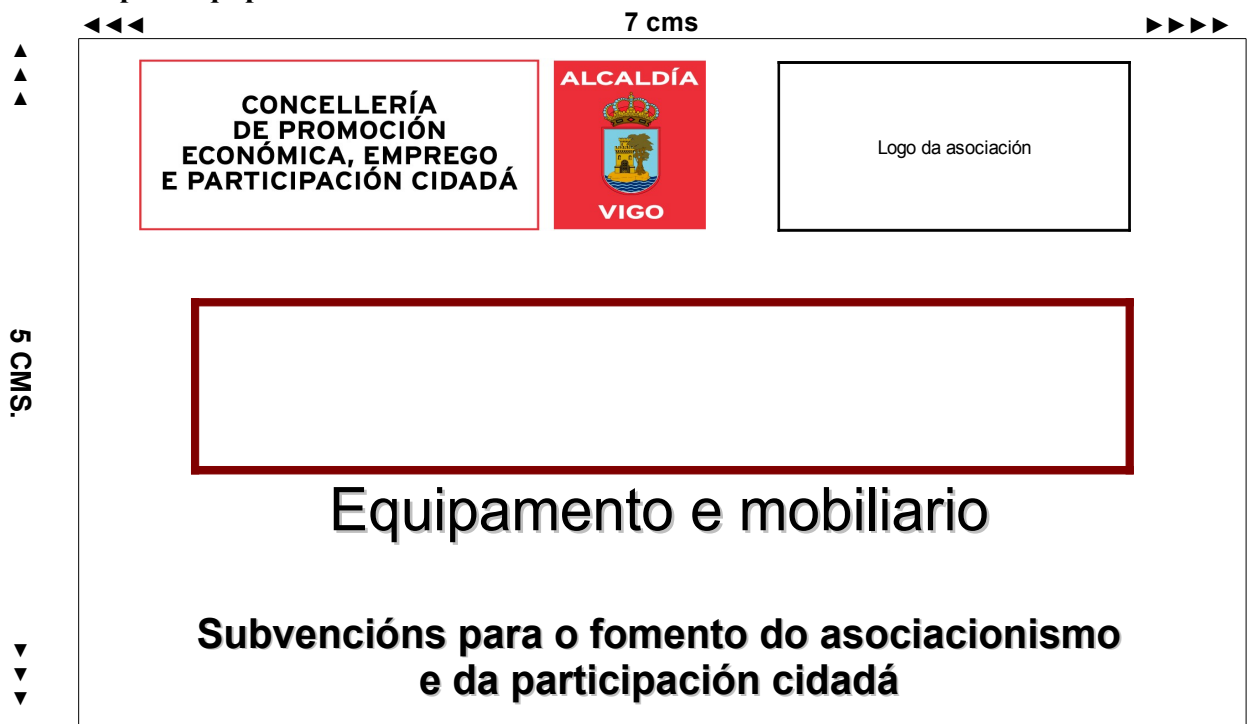 7 cms
CONCELLERÍA
DE PROMOCIÓN
ECONÓMICA, EMPREGO
E PARTICIPACIÓN CIDADÁ
ALCALDÍA
VIGO
Logo da asociación
5 CMS.
Equipamento e mobiliario
Subvencións para o fomento do asociacionismo
e da participación cidadá